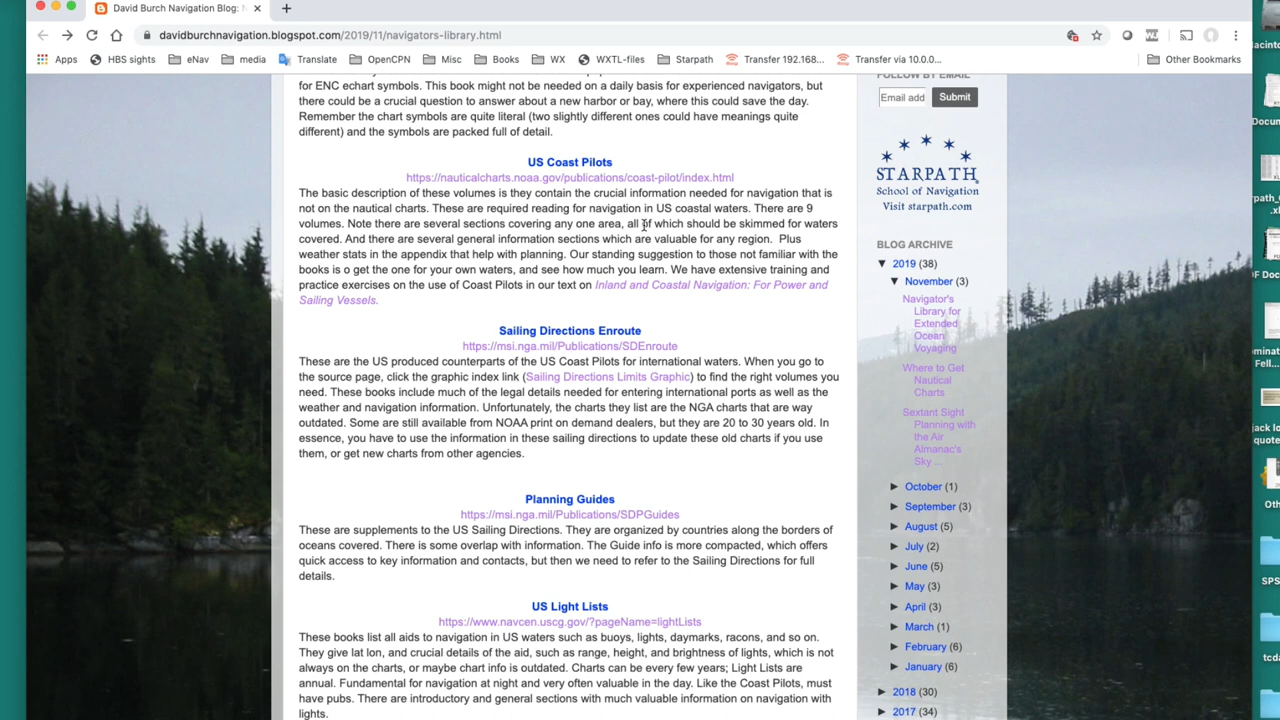 David Burch Navigation Blog:
davidburchnavigation.blogspot.com/2019/11/navigators-library.html
Apps HBS sights eNav media Translate OpenCPN Misc Books WX WXTL-files Starpath Transfer 192.168... Transfer via 10.0.0... Other Bookmarks
for ENC echart symbols. This book might not be needed on a daily basis for experienced navigators, but
there could be a crucial question to answer about a new harbor or bay, where this could save the day.
Remember the chart symbols are quite literal (two slightly different ones could have meanings quite
different) and the symbols are packed full of detail.
US Coast Pilots
https://nauticalcharts.noaa.gov/publications/coast-pilot/index.html
The basic description of these volumes is they contain the crucial information needed for navigation that is
not on the nautical charts. These are required reading for navigation in US coastal waters. There are 9
volumes. Note there are several sections covering any one area, all of which should be skimmed for waters
covered. And there are several general information sections which are valuable for any region. Plus
weather stats in the appendix that help with planning. Our standing suggestion to those not familiar with the
books is o get the one for your own waters, and see how much you learn. We have extensive training and
practice exercises on the use of Coast Pilots in our text on Inland and Coastal Navigation: For Power and
Sailing Vessels.
Sailing Directions Enroute
https://msi.nga.mil/Publications/SDEnroute
These are the US produced counterparts of the US Coast Pilots for international waters. When you go to
the source page, click the graphic index link (Sailing Directions Limits Graphic) to find the right volumes you
need. These books include much of the legal details needed for entering international ports as well as the
weather and navigation information. Unfortunately, the charts they list are the NGA charts that are way
outdated. Some are still available from NOAA print on demand dealers, but they are 20 to 30 years old. In
essence, you have to use the information in these sailing directions to update these old charts if you use
them, or get new charts from other agencies.
Planning Guides
https://msi.nga.mil/Publications/SDPGuides
These are supplements to the US Sailing Directions. They are organized by countries along the borders of
oceans covered. There is some overlap with information. The Guide info is more compacted, which offers
quick access to key information and contacts, but then we need to refer to the Sailing Directions for full
details.
US Light Lists
https://www.navcen.uscg.gov/?pageName=lightLists
These books list all aids to navigation in US waters such as buoys, lights, daymarks, racons, and so on.
They give lat lon, and crucial details of the aid, such as range, height, and brightness of lights, which is not
always on the charts, or maybe chart info is outdated. Charts can be every few years; Light Lists are
annual. Fundamental for navigation at night and very often valuable in the day. Like the Coast Pilots, must
have pubs. There are introductory and general sections with much valuable information on navigation with
lights.
FOLLOW BY EMAIL
Email add Submit
STARPATH
School of Navigation
Visit starpath.com
BLOG ARCHIVE
▼ 2019 (38)
▼ November (3)
Navigator's
Library for
Extended
Ocean
Voyaging
Where to Get
Nautical
Charts
Sextant Sight
Planning with
the Air
Almanac's
Sky ...
► October (1)
► September (3)
► August (5)
► July (2)
► June (5)
► May (3)
► April (3)
► March (1)
► February (6)
► January (6)
► 2018 (30)
► 2017 (34)